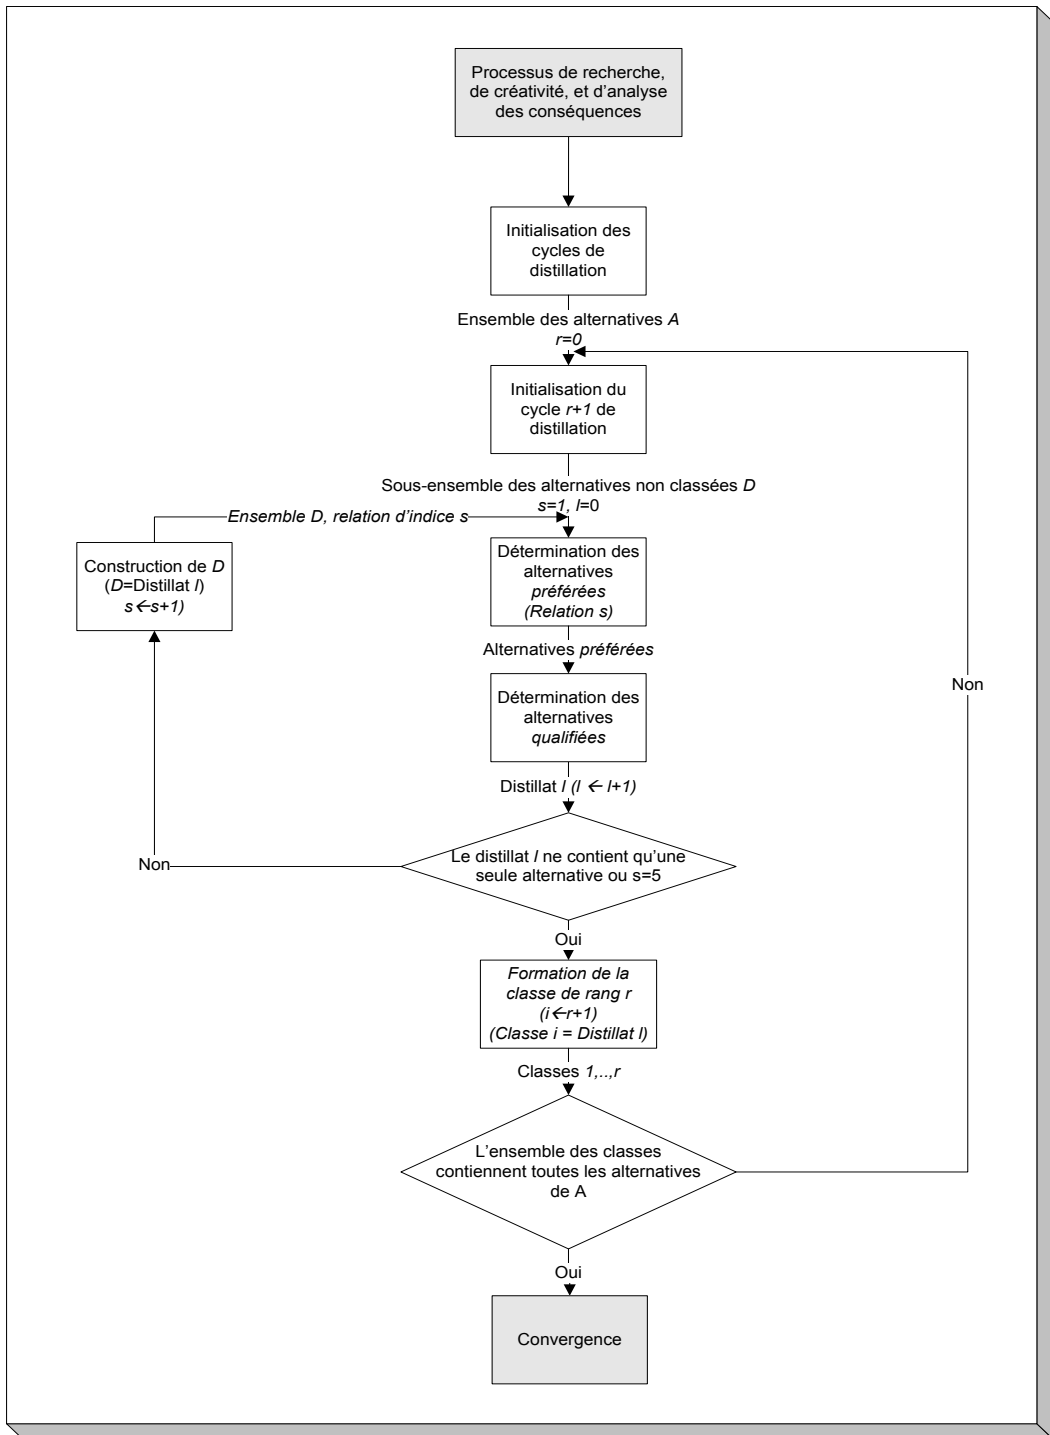 Processus de recherche,
de créativité, et d'analyse
des conséquences
Initialisation des
cycles de
distillation
Ensemble des alternatives A
r=0
Initialisation du
cycle r+1 de
distillation
Sous-ensemble des alternatives non classées D
s=1, l=0
Ensemble D, relation d'indice s
Construction de D
(D=Distillat l)
s←s+1)
Détermination des
alternatives
préférées
(Relation s)
Alternatives préférées
Non
Détermination des
alternatives
qualifiées
Distillat l (l ← l+1)
Le distillat l ne contient qu'une
seule alternative ou s=5
Non
Oui
Formation de la
classe de rang r
(i←r+1)
(Classe i = Distillat l)
Classes 1,..,r
L'ensemble des classes
contiennent toutes les alternatives
de A
Oui
Convergence